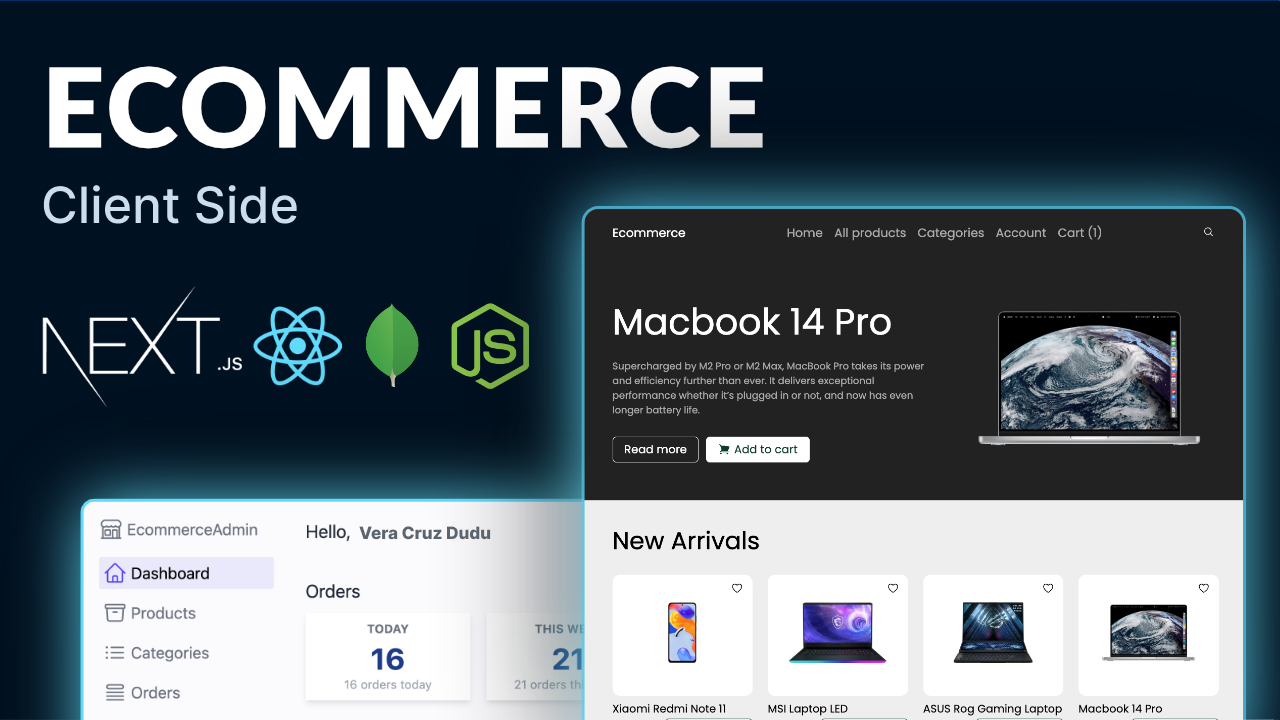 ECOMMERCE
Client Side
NEXT.JS
JS
Ecommerce
Home All products Categories Account Cart (1)
Macbook 14 Pro
Supercharged by M2 Pro or M2 Max, MacBook Pro takes its power
and efficiency further than ever. It delivers exceptional
performance whether it's plugged in or not, and now has even
longer battery life.
Read more
Add to cart
EcommerceAdmin
Dashboard
Products
Categories
Orders
Hello, Vera Cruz Dudu
Orders
TODAY
16
16 orders today
THIS WE
21
21 orders thi
New Arrivals
Xiaomi Redmi Note 11
MSI Laptop LED
ASUS Rog Gaming Laptop
Macbook 14 Pro